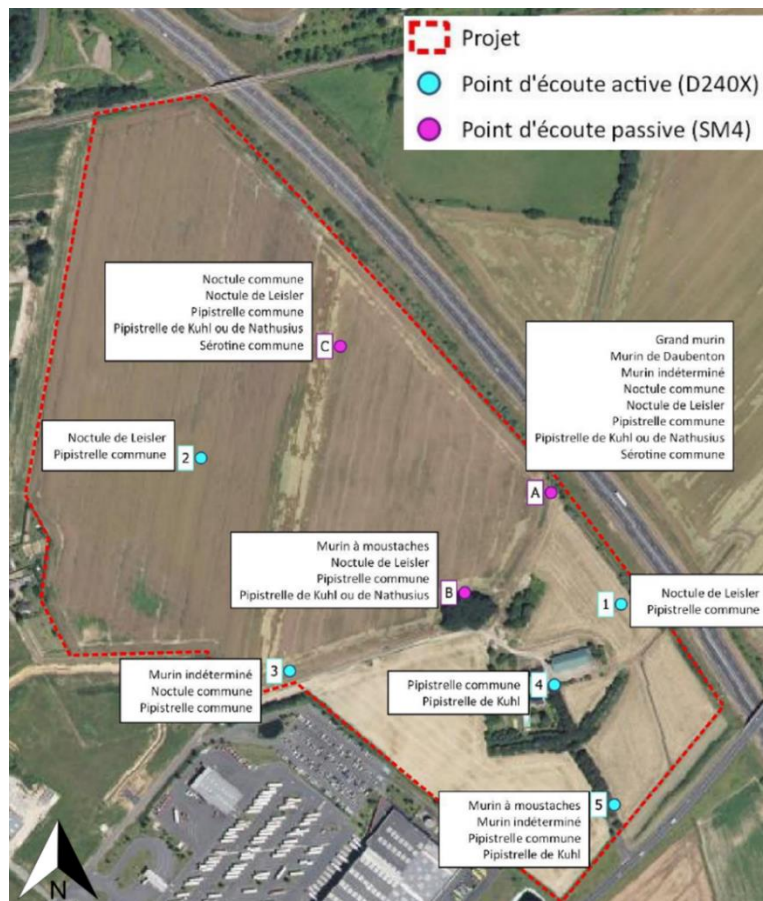 Projet
Point d'écoute active (D240X)
Point d'écoute passive (SM4)
Noctule commune
Noctule de Leisler
Pipistrelle commune
Pipistrelle de Kuhl ou de Nathusius
Sérotine commune
C
Grand murin
Murin de Daubenton
Murin indéterminé
Noctule commune
Noctule de Leisler
Pipistrelle commune
Pipistrelle de Kuhl ou de Nathusius
Sérotine commune
A
Noctule de Leisler
Pipistrelle commune
2
Murin à moustaches
Noctule de Leisler
Pipistrelle commune
Pipistrelle de Kuhl ou de Nathusius
B
1
Noctule de Leisler
Pipistrelle commune
Murin indéterminé
Noctule commune
Pipistrelle commune
3
Pipistrelle commune
Pipistrelle de Kuhl
4
Murin à moustaches
Murin indéterminé
Pipistrelle commune
Pipistrelle de Kuhl
5
N